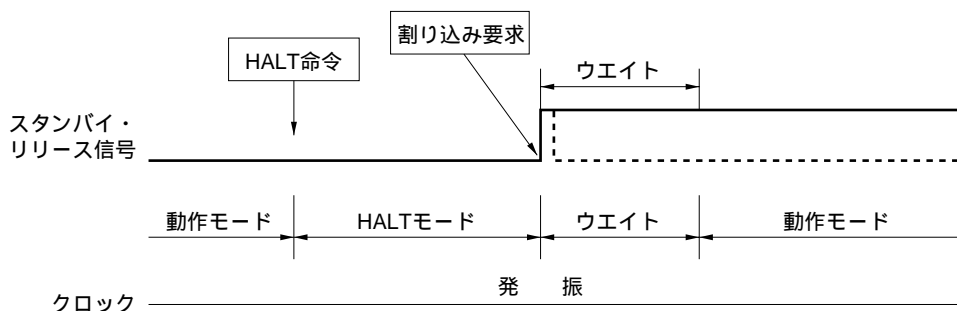 割り込み要求
HALT命令
ウエイト
スタンバイ・
リリース信号
動作モード
HALTモード
ウエイト
動作モード
発 振
クロック